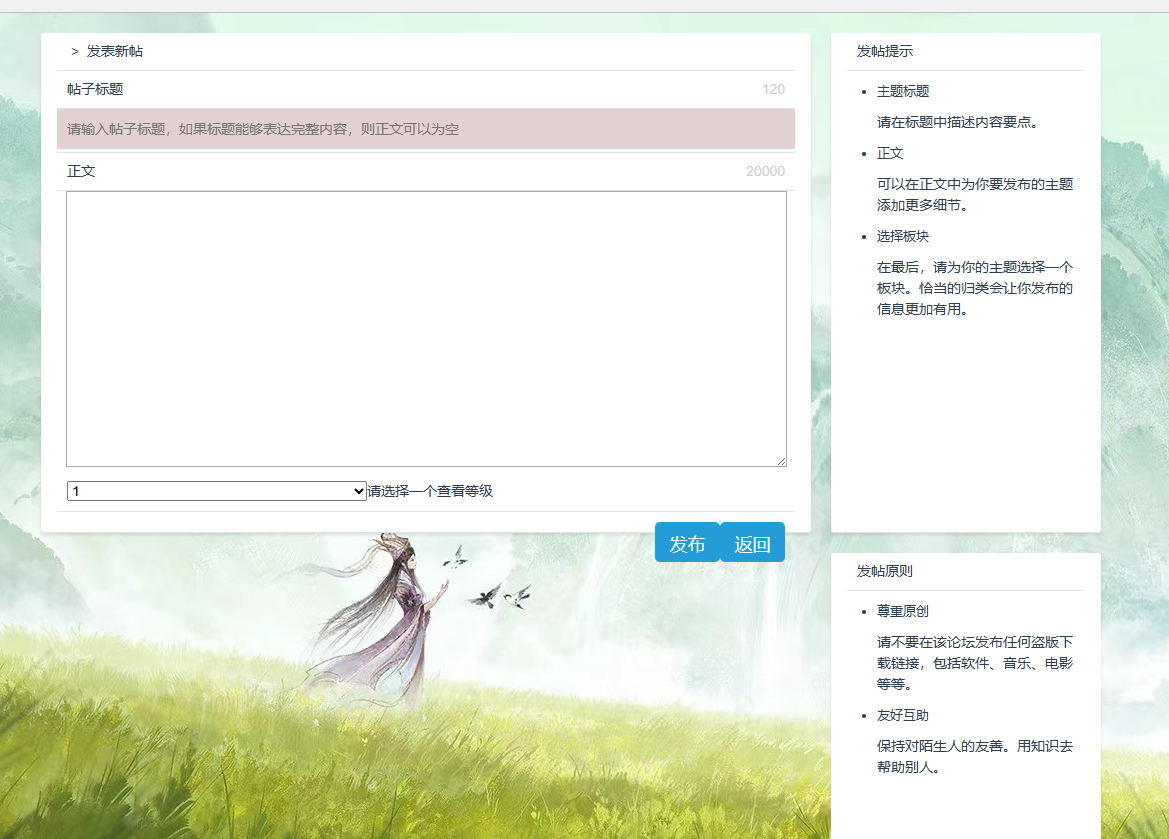 > 发表新帖
帖子标题 120
请输入帖子标题，如果标题能够表达完整内容，则正文可以为空
正文 20000
1 请选择一个查看等级
发布 返回
发帖提示
主题标题
请在标题中描述内容要点。
正文
可以在正文中为你要发布的主题
添加更多细节。
选择板块
在最后，请为你的主题选择一个
板块。恰当的归类会让你发布的
信息更加有用。
发帖原则
尊重原创
请不要在该论坛发布任何盗版下
载链接，包括软件、音乐、电影
等等。
友好互助
保持对陌生人的友善。用知识去
帮助别人。